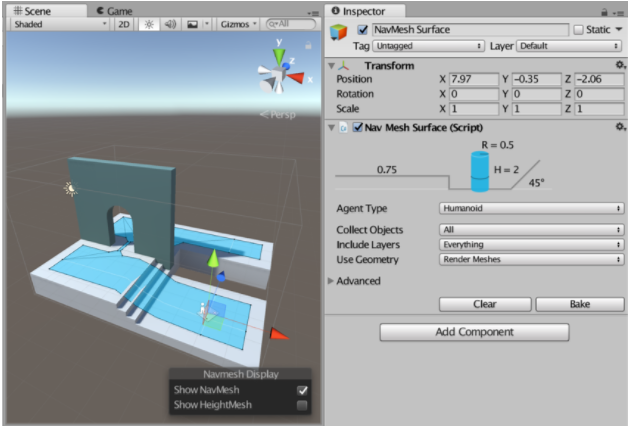 Scene
Game
Shaded
2D
Gizmos
All
y
z
x
Persp
Navmesh Display
Show NavMesh
Show HeightMesh
Inspector
NavMesh Surface
Static
Tag Untagged
Layer Default
Transform
Position X 7.97 Y -0.35 Z -2.06
Rotation X 0 Y 0 Z 0
Scale X 1 Y 1 Z 1
Nav Mesh Surface (Script)
R = 0.5
0.75
H = 2
45°
Agent Type Humanoid
Collect Objects All
Include Layers Everything
Use Geometry Render Meshes
Advanced
Clear Bake
Add Component